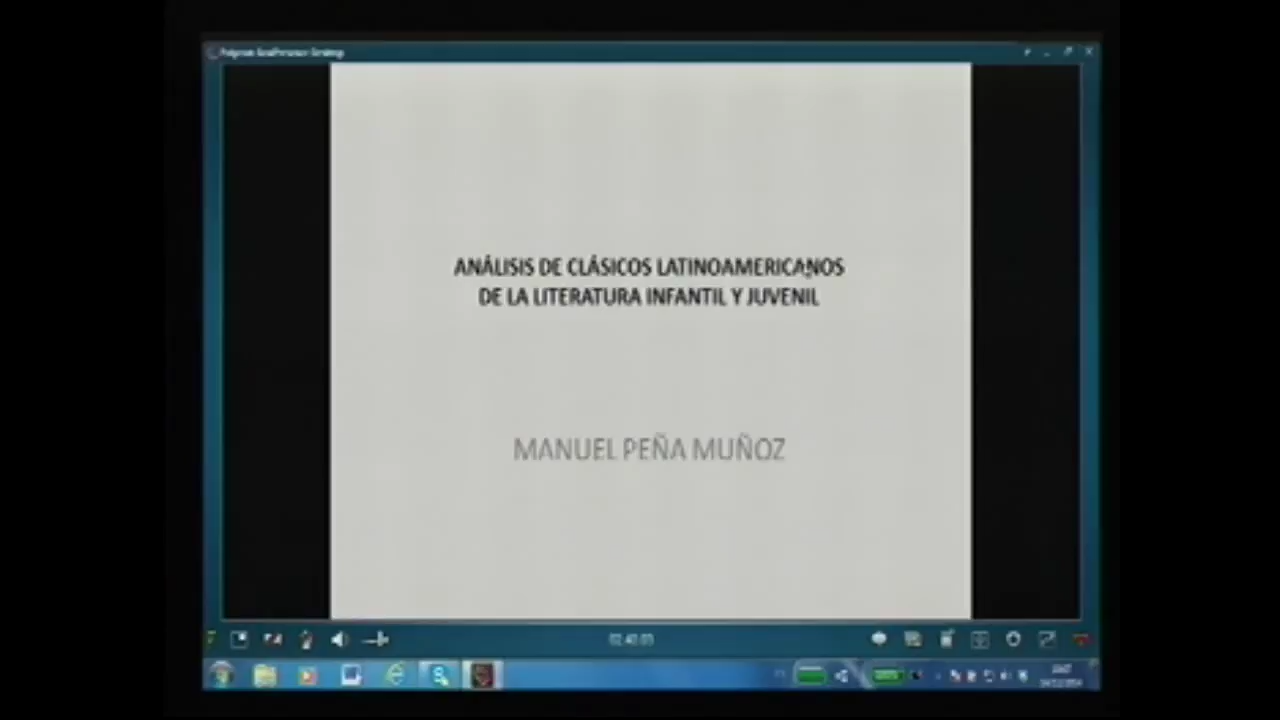 ANÁLISIS DE CLÁSICOS LATINOAMERICANOS
DE LA LITERATURA INFANTIL Y JUVENIL
MANUEL PEÑA MUÑOZ